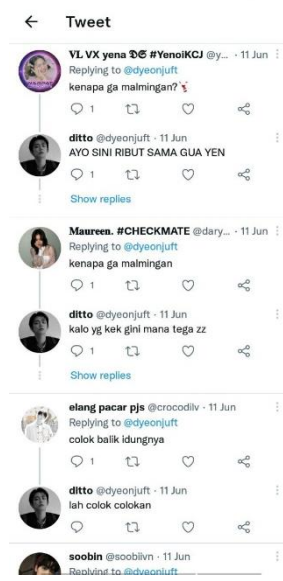 Tweet
VL VX yena 𝕯𝕾 #YenoiKCJ @y... · 11 Jun
Replying to @dyeonjuft
kenapa ga malmingan?
1
ditto @dyeonjuft · 11 Jun
AYO SINI RIBUT SAMA GUA YEN
1
Show replies
Maureen. #CHECKMATE @dary... · 11 Jun
Replying to @dyeonjuft
kenapa ga malmingan
1
ditto @dyeonjuft · 11 Jun
kalo yg kek gini mana tega zz
1
Show replies
elang pacar pjs @crocodilv · 11 Jun
Replying to @dyeonjuft
colok balik idungnya
1
ditto @dyeonjuft · 11 Jun
lah colok colokan
soobin @soobiivn · 11 Jun
Replying to @dyeonjuft